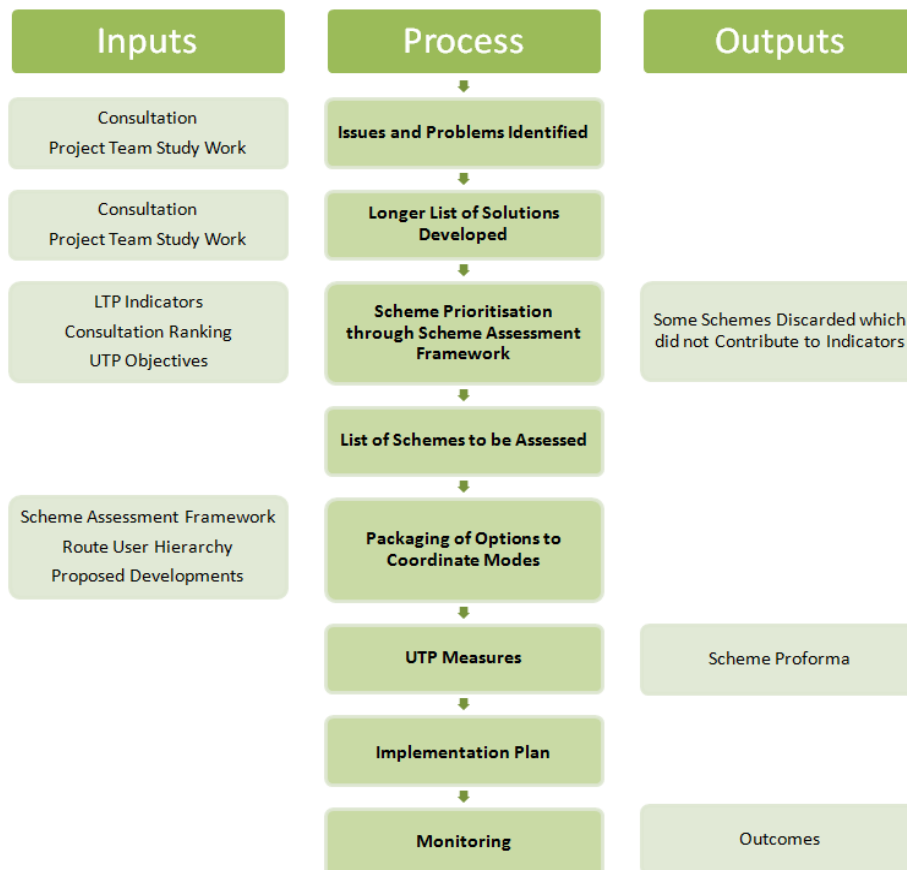 Inputs
Process
Outputs
Consultation
Project Team Study Work
Issues and Problems Identified
Consultation
Project Team Study Work
Longer List of Solutions
Developed
LTP Indicators
Consultation Ranking
UTP Objectives
Scheme Prioritisation
through Scheme Assessment
Framework
Some Schemes Discarded which
did not Contribute to Indicators
List of Schemes to be Assessed
Scheme Assessment Framework
Route User Hierarchy
Proposed Developments
Packaging of Options to
Coordinate Modes
UTP Measures
Scheme Proforma
Implementation Plan
Monitoring
Outcomes